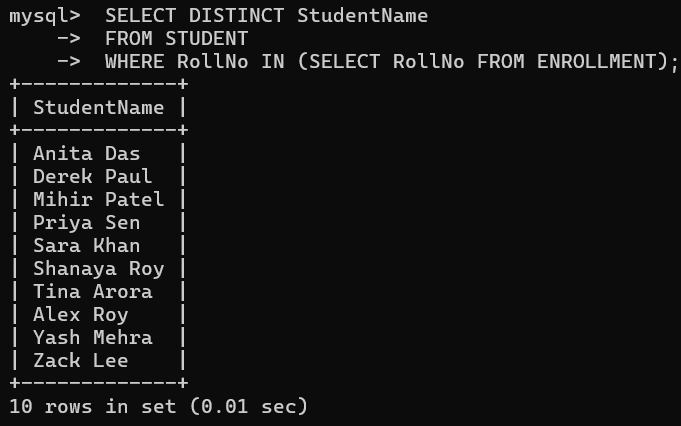 mysql>  SELECT DISTINCT StudentName
    ->  FROM STUDENT
    ->  WHERE RollNo IN (SELECT RollNo FROM ENROLLMENT);
+-------------+
| StudentName |
+-------------+
| Anita Das   |
| Derek Paul  |
| Mihir Patel |
| Priya Sen   |
| Sara Khan   |
| Shanaya Roy |
| Tina Arora  |
| Alex Roy    |
| Yash Mehra  |
| Zack Lee    |
+-------------+
10 rows in set (0.01 sec)